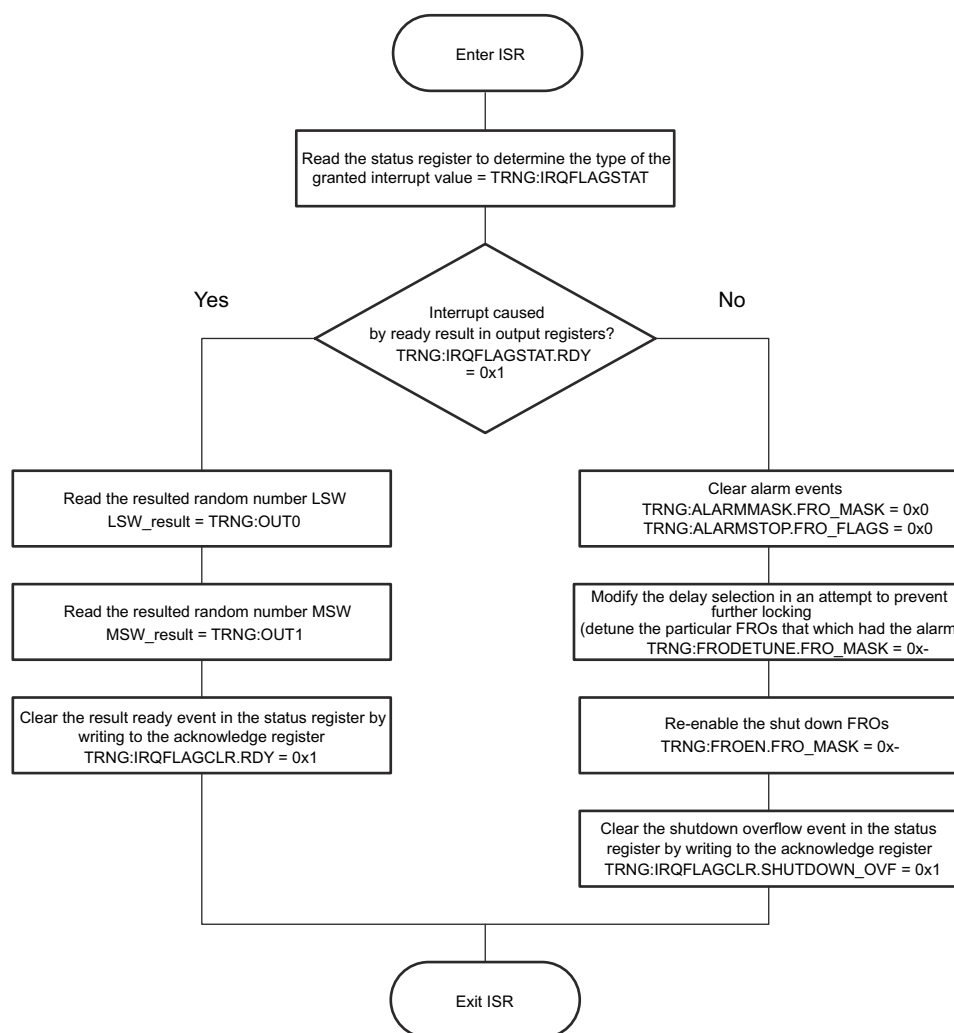 Enter ISR
Read the status register to determine the type of the
granted interrupt value = TRNG:IRQFLAGSTAT
Yes
No
Interrupt caused
by ready result in output registers?
TRNG:IRQFLAGSTAT.RDY
= 0x1
Read the resulted random number LSW
LSW_result = TRNG:OUT0
Read the resulted random number MSW
MSW_result = TRNG:OUT1
Clear the result ready event in the status register by
writing to the acknowledge register
TRNG:IRQFLAGCLR.RDY = 0x1
Clear alarm events
TRNG:ALARMMASK.FRO_MASK = 0x0
TRNG:ALARMSTOP.FRO_FLAGS = 0x0
Modify the delay selection in an attempt to prevent
further locking
(detune the particular FROs that which had the alarm
TRNG:FRODETUNE.FRO_MASK = 0x-
Re-enable the shut down FROs
TRNG:FROEN.FRO_MASK = 0x-
Clear the shutdown overflow event in the status
register by writing to the acknowledge register
TRNG:IRQFLAGCLR.SHUTDOWN_OVF = 0x1
Exit ISR